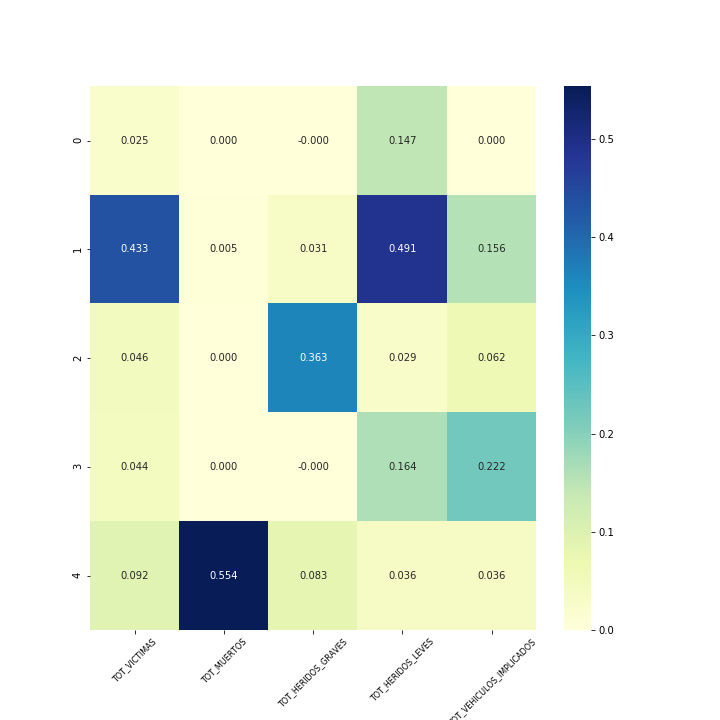 0 0.025 0.000 -0.000 0.147 0.000
1 0.433 0.005 0.031 0.491 0.156
2 0.046 0.000 0.363 0.029 0.062
3 0.044 0.000 -0.000 0.164 0.222
4 0.092 0.554 0.083 0.036 0.036
TOT_VICTIMAS
TOT_MUERTOS
TOT_HERIDOS_GRAVES
TOT_HERIDOS_LEVES
OT_VEHICULOS_IMPLICADOS
0.5
0.4
0.3
0.2
0.1
0.0